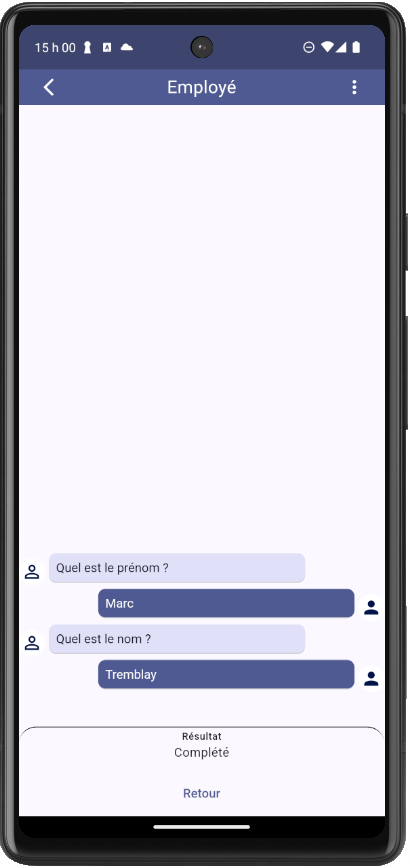 15 h 00
Employé
Quel est le prénom ?
Marc
Quel est le nom ?
Tremblay
Résultat
Complété
Retour